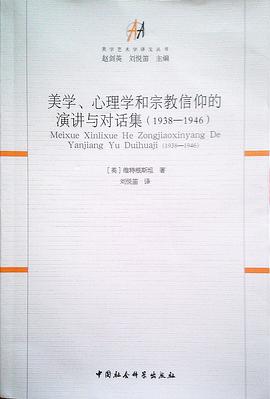 美学艺术学译文丛书
赵剑英 刘悦笛 主编
美学、心理学和宗教信仰的
演讲与对话集（1938—1946）
Meixue Xinlixue He Zongjiaoxinyang De
Yanjiang Yu Duihuaji (1938—1946)
［英］维特根斯坦 著
刘悦笛 译
中国社会科学出版社